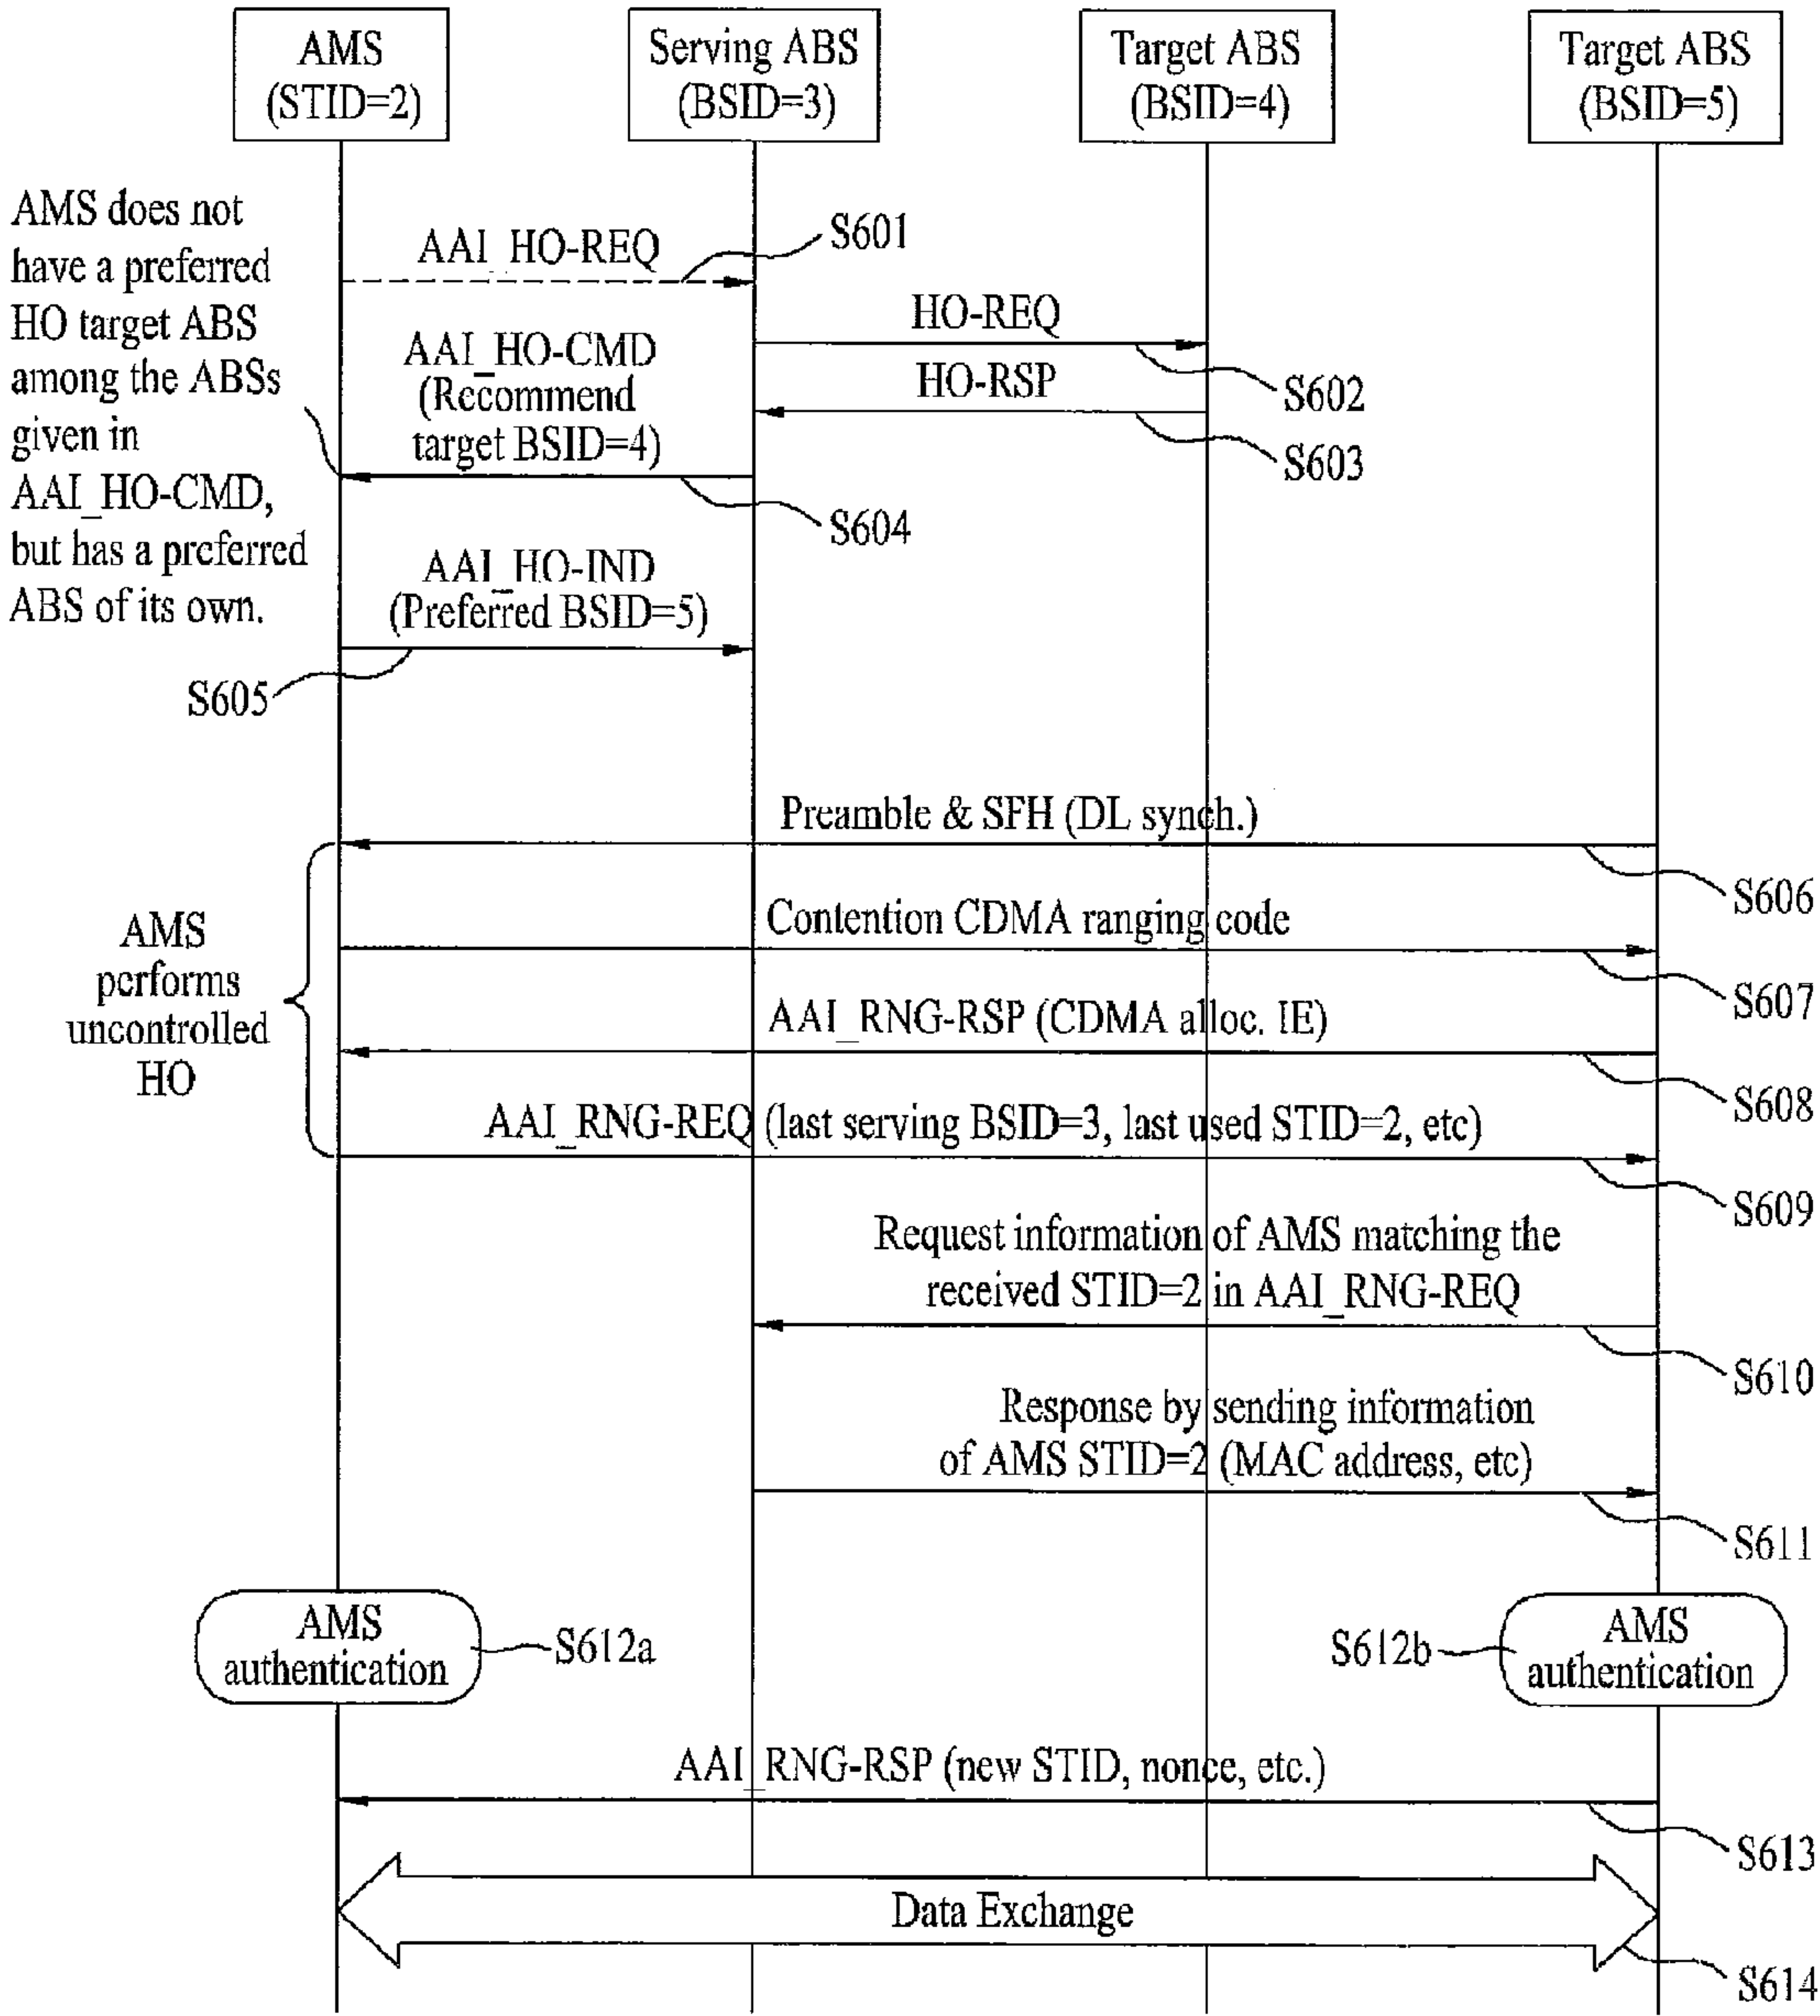 AMS
(STID=2)
Serving ABS
(BSID=3)
Target ABS
(BSID=4)
Target ABS
(BSID=5)
AMS does not
have a preferred
HO target ABS
among the ABSs
given in
AAI_HO-CMD,
but has a preferred
ABS of its own.
AAI_HO-REQ
S601
HO-REQ
S602
HO-RSP
S603
AAI_HO-CMD
(Recommend
target BSID=4)
S604
AAI_HO-IND
(Preferred BSID=5)
S605
Preamble & SFH (DL synch.)
S606
AMS
performs
uncontrolled
HO
Contention CDMA ranging code
S607
AAI_RNG-RSP (CDMA alloc. IE)
S608
AAI_RNG-REQ (last serving BSID=3, last used STID=2, etc)
S609
Request information of AMS matching the
received STID=2 in AAI_RNG-REQ
S610
Response by sending information
of AMS STID=2 (MAC address, etc)
S611
AMS
authentication
S612a
S612b
AMS
authentication
AAI_RNG-RSP (new STID, nonce, etc.)
S613
Data Exchange
S614